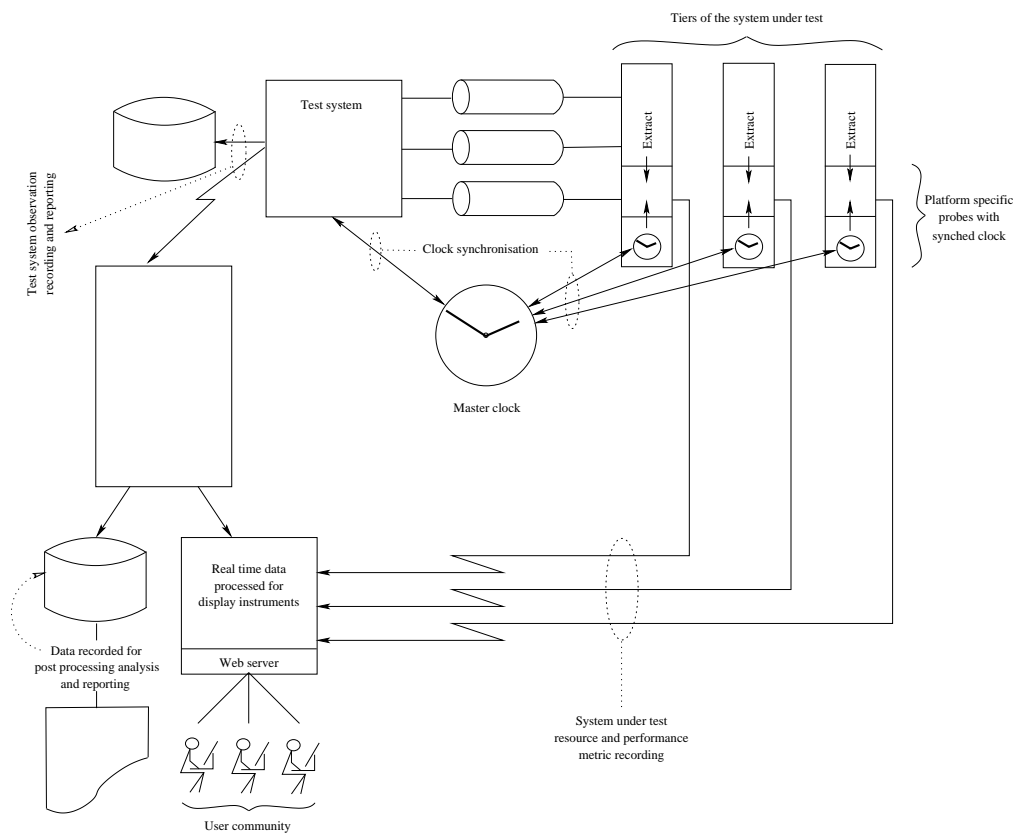 Tiers of the system under test
Test system
Extract
Extract
Extract
Test system observation
recording and reporting
Platform specific
probes with
synched clock
Clock synchronisation
Master clock
Real time data
processed for
display instruments
Web server
Data recorded for
post processing analysis
and reporting
System under test
resource and performance
metric recording
User community